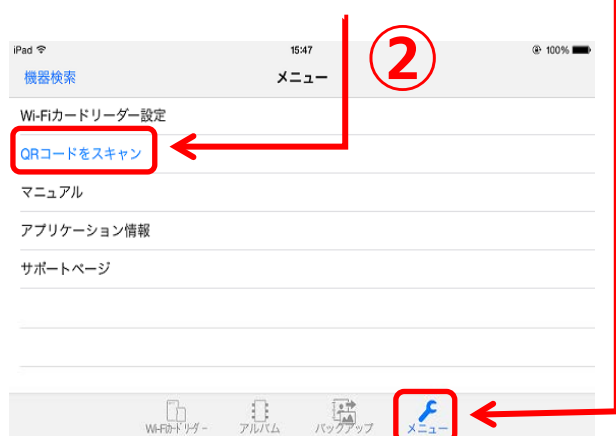 ②
iPad 15:47 100%
機器検索 メニュー
Wi-Fiカードリーダー設定
QRコードをスキャン
マニュアル
アプリケーション情報
サポートページ
Wi-Fiカードリーダー アルバム バックアップ メニュー